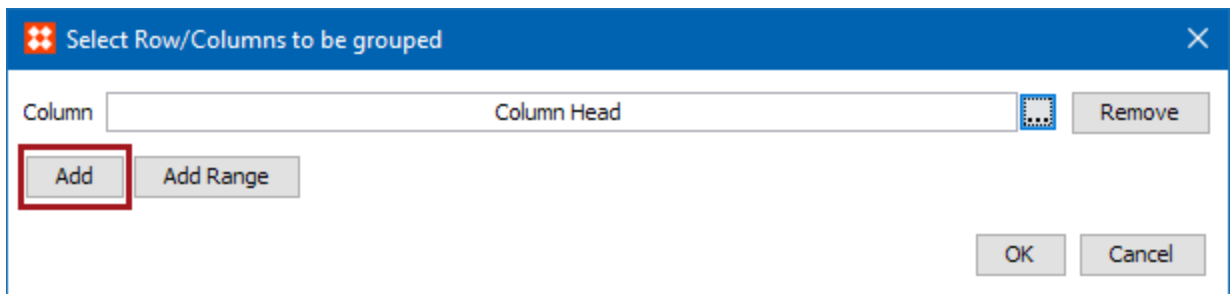 Select Row/Columns to be grouped
Column Column Head ... Remove
Add Add Range
OK Cancel